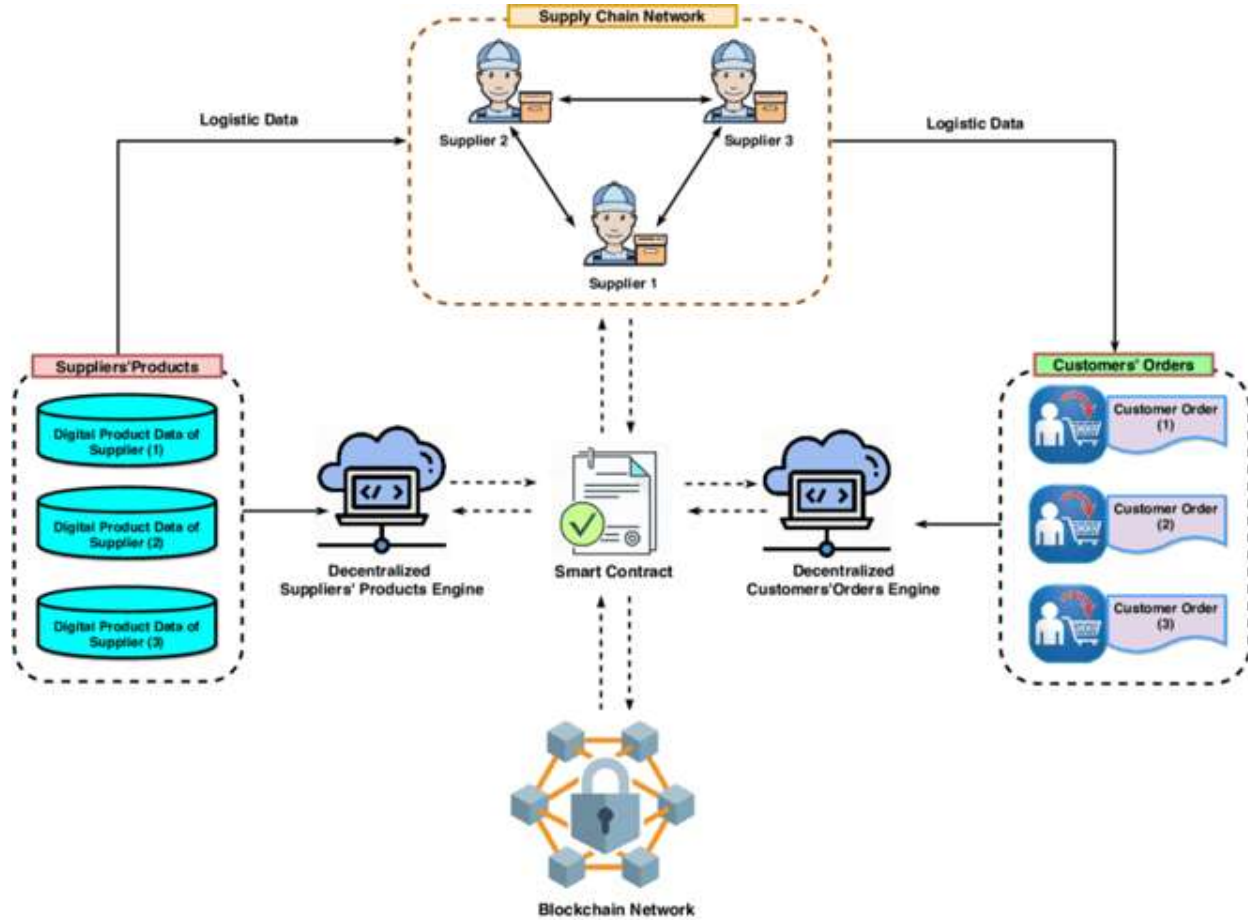 Supply Chain Network
Logistic Data
Logistic Data
Supplier 2
Supplier 3
Supplier 1
Suppliers'Products
Digital Product Data of
Supplier (1)
Digital Product Data of
Supplier (2)
Digital Product Data of
Supplier (3)
Decentralized
Suppliers' Products Engine
Smart Contract
Decentralized
Customers'Orders Engine
Customers' Orders
Customer Order
(1)
Customer Order
(2)
Customer Order
(3)
Blockchain Network